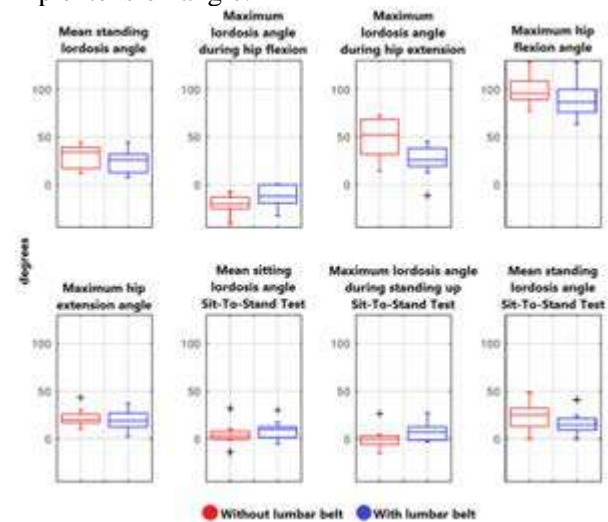 Mean standing
lordosis angle
Maximum
lordosis angle
during hip flexion
Maximum
lordosis angle
during hip extension
Maximum hip
flexion angle
100
50
0
100
50
0
100
50
0
100
50
0
degrees
Maximum hip
extension angle
Mean sitting
lordosis angle
Sit-To-Stand Test
Maximum lordosis angle
during standing up
Sit-To-Stand Test
Mean standing
lordosis angle
Sit-To-Stand Test
100
50
0
100
50
0
100
50
0
100
50
0
Without lumbar belt
With lumbar belt